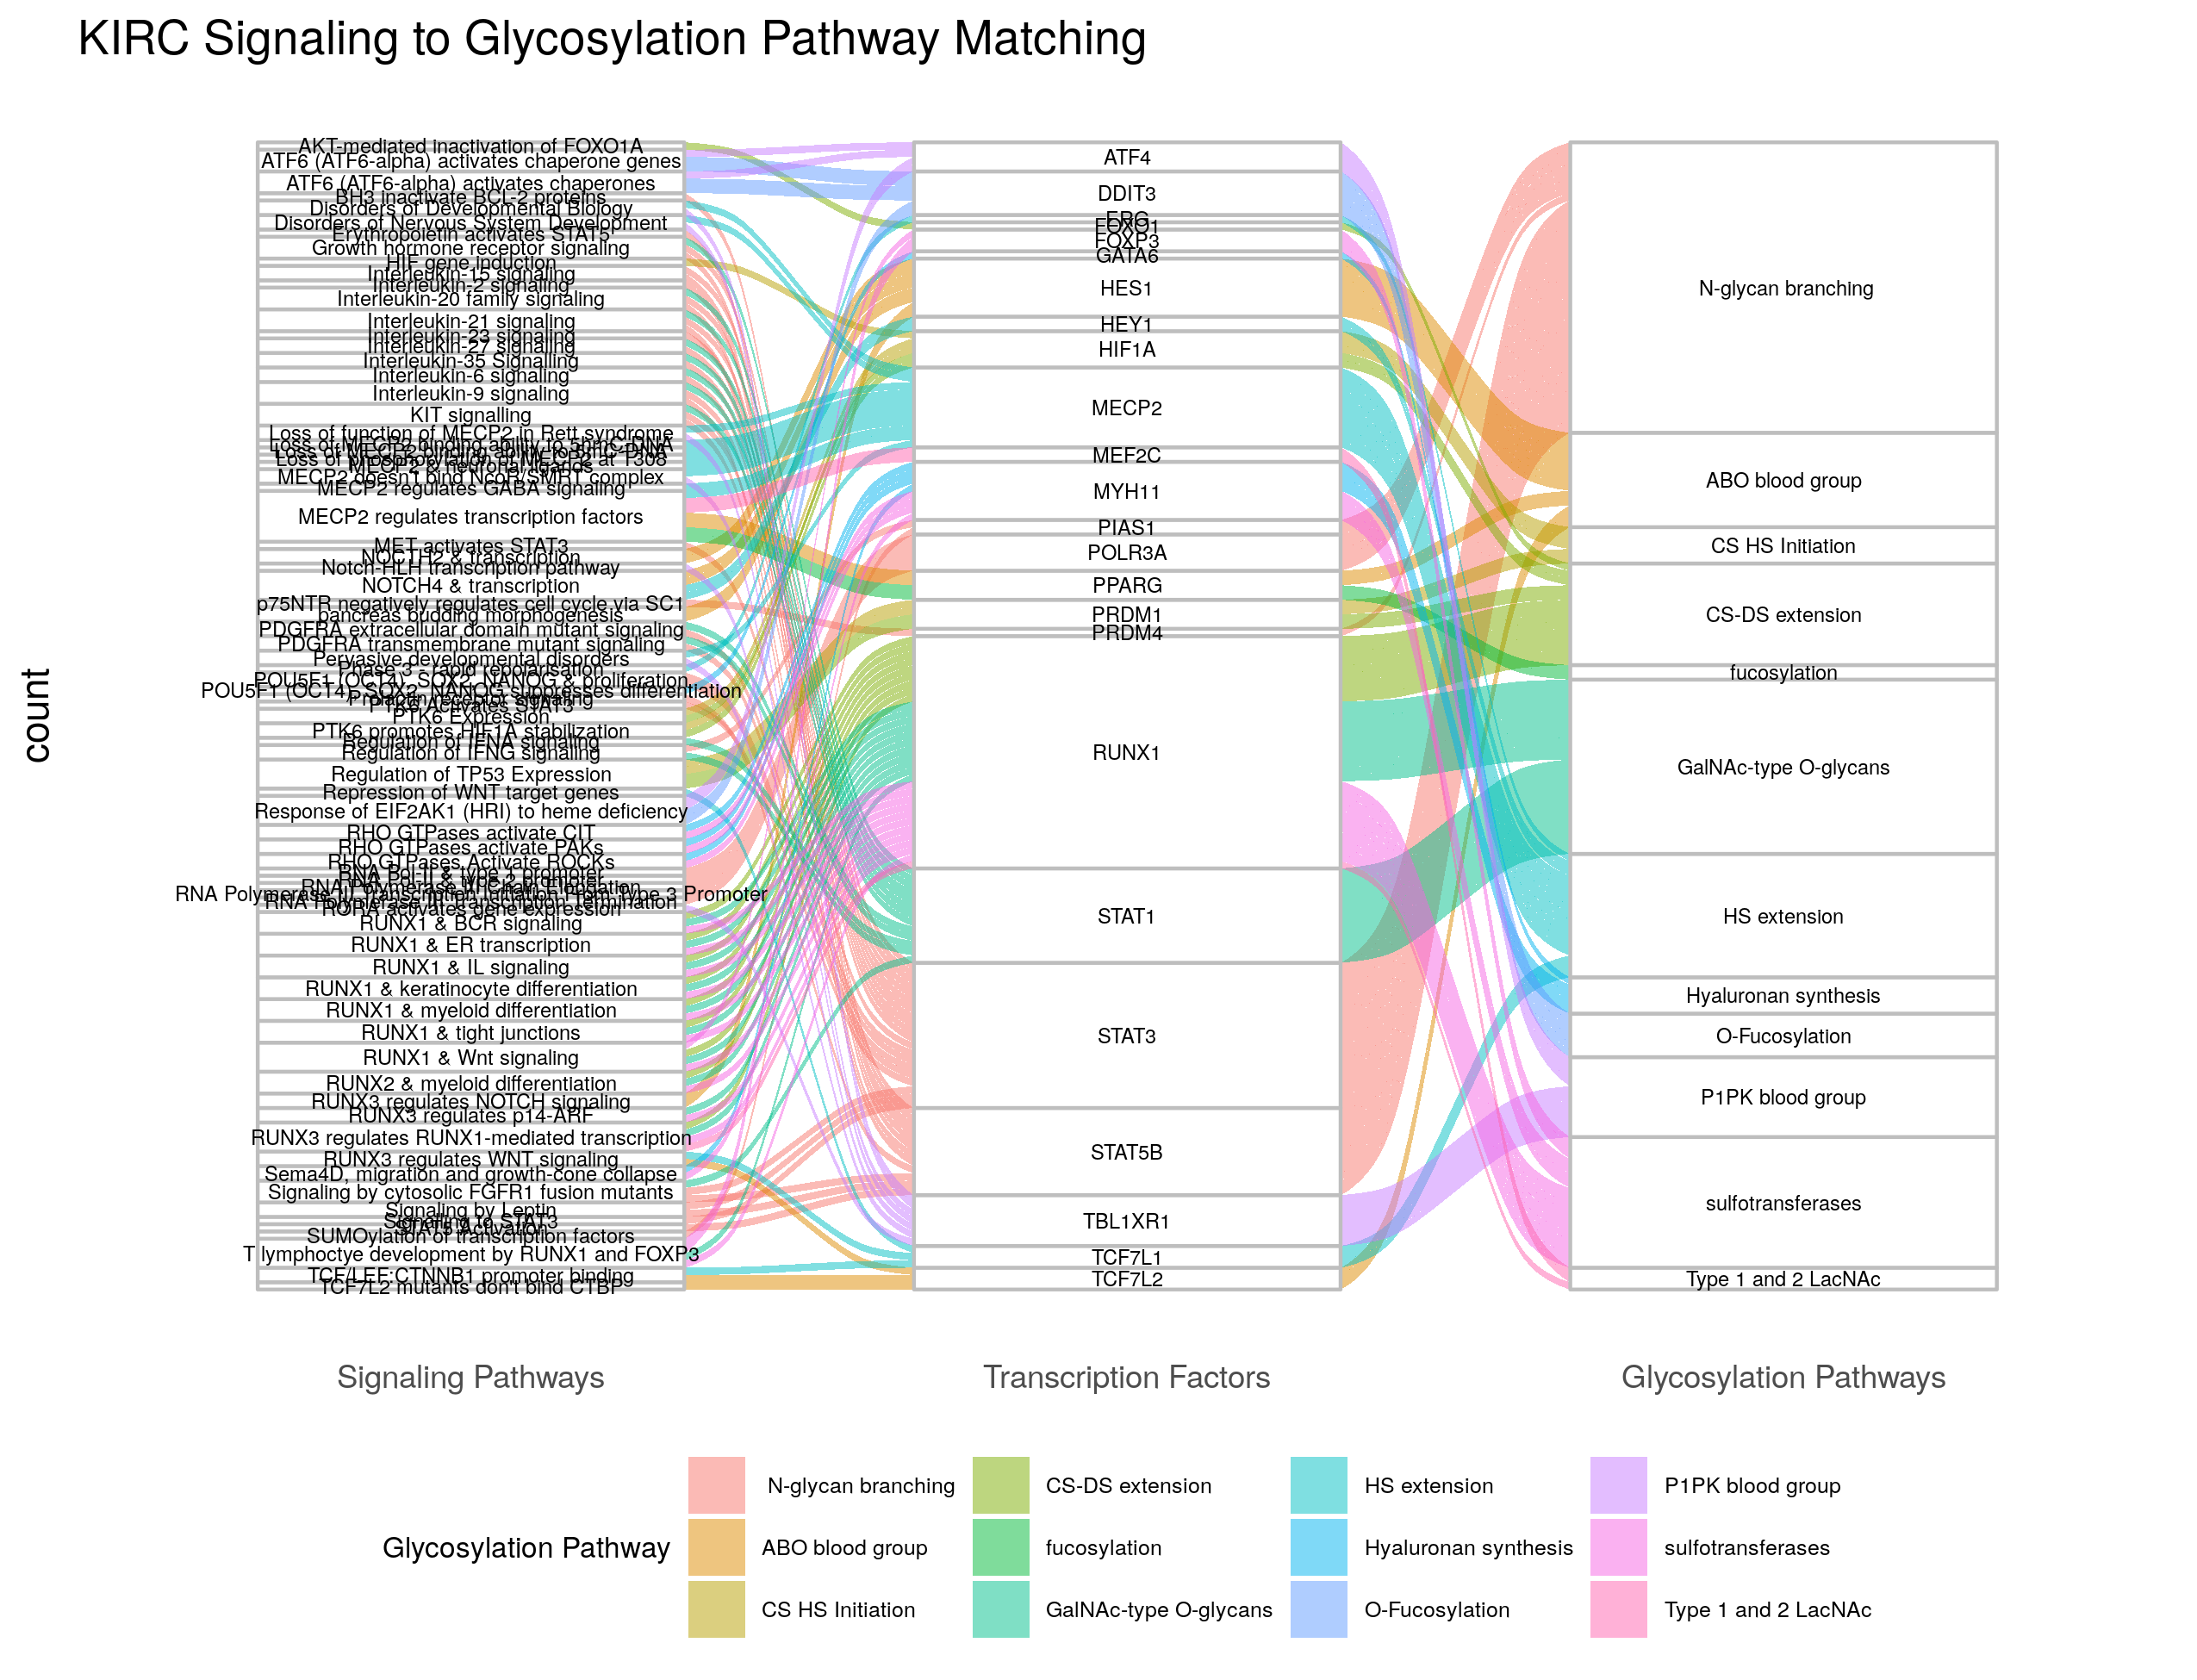 KIRC Signaling to Glycosylation Pathway Matching
count
AKT-mediated inactivation of FOXO1A
ATF6 (ATF6-alpha) activates chaperone genes
ATF6 (ATF6-alpha) activates chaperones
BH3 inactivate BCL-2 proteins
Disorders of Developmental Biology
Disorders of Nervous System Development
Erythropoietin activates STAT5
Growth hormone receptor signaling
HIF gene induction
Interleukin-15 signaling
Interleukin-2 signaling
Interleukin-20 family signaling
Interleukin-21 signaling
Interleukin-23 signaling
Interleukin-27 signaling
Interleukin-35 Signalling
Interleukin-6 signaling
Interleukin-9 signaling
KIT signalling
Loss of function of MECP2 in Rett syndrome
Loss of MECP2 binding ability to 5hmC-DNA
Loss of MECP2 binding ability to 5mC-DNA
Loss of phosphorylation of MECP2 at T308
MECP2 & neuronal ligands
MECP2 doesn't bind NcoR/SMRT complex
MECP2 regulates GABA signaling
MECP2 regulates transcription factors
MET activates STAT3
NOCTH2 & transcription
Notch-HLH transcription pathway
NOTCH4 & transcription
p75NTR negatively regulates cell cycle via SC1
pancreas budding morphogenesis
PDGFRA extracellular domain mutant signaling
PDGFRA transmembrane mutant signaling
Pervasive developmental disorders
Phase 3 - rapid repolarisation
POU5F1 (OCT4), SOX2, NANOG & proliferation
POU5F1 (OCT4), SOX2, NANOG suppresses differentiation
Prolactin receptor signaling
PTK6 Activates STAT3
PTK6 Expression
PTK6 promotes HIF1A stabilization
Regulation of IFNA signaling
Regulation of IFNG signaling
Regulation of TP53 Expression
Repression of WNT target genes
Response of EIF2AK1 (HRI) to heme deficiency
RHO GTPases activate CIT
RHO GTPases activate PAKs
RHO GTPases Activate ROCKs
RNA Pol-II & type 1 promoter
RNA Pol-II & type 2 promoter
RNA Polymerase III Chain Elongation
RNA Polymerase III Transcription Initiation From Type 3 Promoter
RNA Polymerase III Transcription Termination
RORA activates gene expression
RUNX1 & BCR signaling
RUNX1 & ER transcription
RUNX1 & IL signaling
RUNX1 & keratinocyte differentiation
RUNX1 & myeloid differentiation
RUNX1 & tight junctions
RUNX1 & Wnt signaling
RUNX2 & myeloid differentiation
RUNX3 regulates NOTCH signaling
RUNX3 regulates p14-ARF
RUNX3 regulates RUNX1-mediated transcription
RUNX3 regulates WNT signaling
Sema4D, migration and growth-cone collapse
Signaling by cytosolic FGFR1 fusion mutants
Signaling by Leptin
Signalling to STAT3
STAT5 Activation
SUMOylation of transcription factors
T lymphoctye development by RUNX1 and FOXP3
TCF/LEF:CTNNB1 promoter binding
TCF7L2 mutants don't bind CTBP
ATF4
DDIT3
ERG
FOXO1
FOXP3
GATA6
HES1
HEY1
HIF1A
MECP2
MEF2C
MYH11
PIAS1
POLR3A
PPARG
PRDM1
PRDM4
RUNX1
STAT1
STAT3
STAT5B
TBL1XR1
TCF7L1
TCF7L2
N-glycan branching
ABO blood group
CS HS Initiation
CS-DS extension
fucosylation
GalNAc-type O-glycans
HS extension
Hyaluronan synthesis
O-Fucosylation
P1PK blood group
sulfotransferases
Type 1 and 2 LacNAc
Signaling Pathways
Transcription Factors
Glycosylation Pathways
Glycosylation Pathway
N-glycan branching
ABO blood group
CS HS Initiation
CS-DS extension
fucosylation
GalNAc-type O-glycans
HS extension
Hyaluronan synthesis
O-Fucosylation
P1PK blood group
sulfotransferases
Type 1 and 2 LacNAc